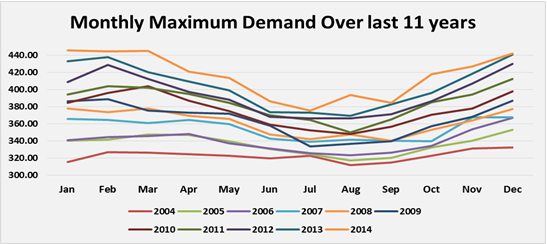 Monthly Maximum Demand Over last 11 years
440.00
420.00
400.00
380.00
360.00
340.00
320.00
300.00
Jan Feb Mar Apr May Jun Jul Aug Sep Oct Nov Dec
2004 2005 2006 2007 2008 2009
2010 2011 2012 2013 2014